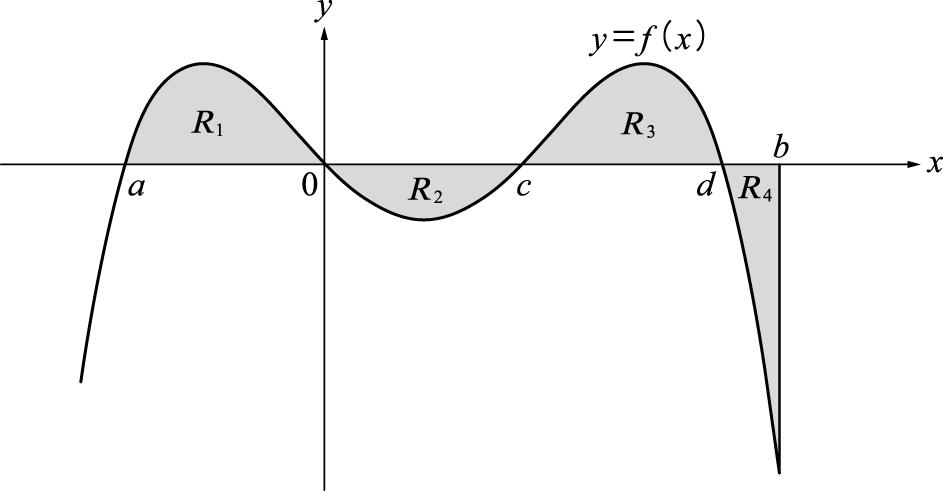 y
y=f(x)
R₁
R₃
b
x
a
0
R₂
c
d
R₄